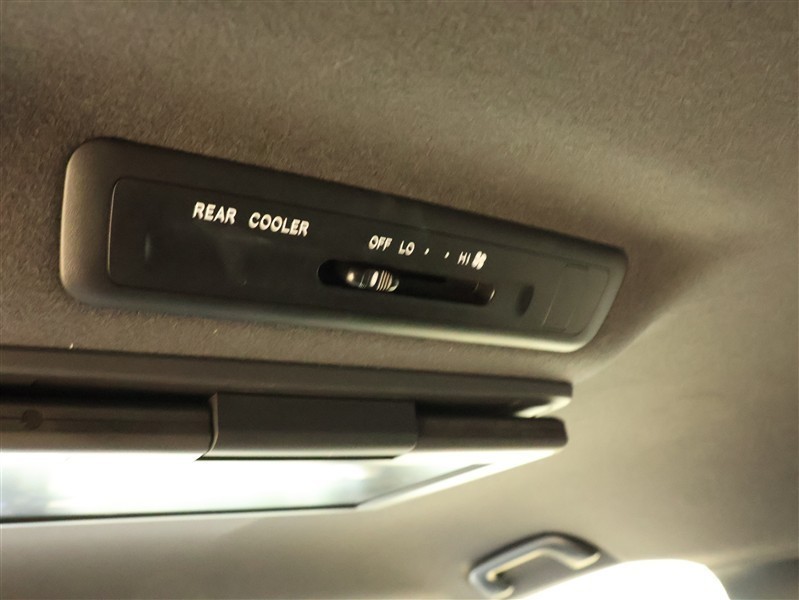 REAR COOLER
OFF LO · · HI